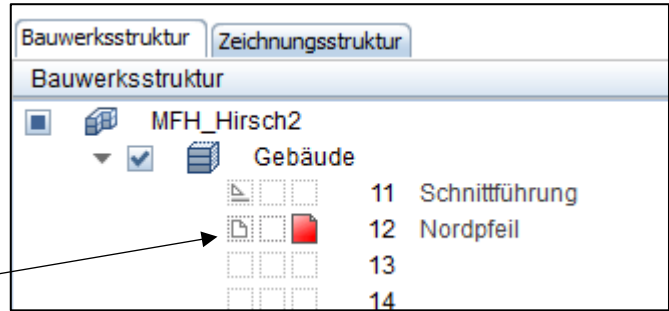 Bauwerksstruktur Zeichnungsstruktur
Bauwerksstruktur
MFH_Hirsch2
Gebäude
11 Schnittführung
12 Nordpfeil
13
14